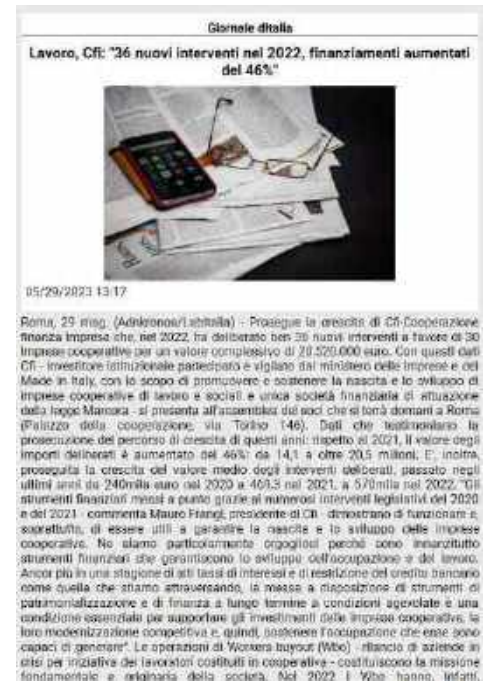 Giornale ditalia
Lavoro, Cfi: "36 nuovi interventi nel 2022, finanziamenti aumentati
del 46%"
05/29/2023 13:17
Roma, 29 mag. (Adnkronos/Labitalia) - Prosegue la crescita di Cfi-Cooperazione
finanza imprese che, nel 2022, ha deliberato ben 36 nuovi interventi a favore di 30
imprese cooperative per un valore complessivo di 20.520.000 euro. Con questi dati
Cfi - investitore istituzionale partecipato e vigilato dal ministero delle imprese e del
Made in Italy, con lo scopo di promuovere e sostenere la nascita e lo sviluppo di
imprese cooperative di lavoro e sociali e unica società finanziaria di attuazione
della legge Marcora - si presenta all'assemblea dei soci che si terrà domani a Roma
(Palazzo della cooperazione, via Torino 146). Dati che testimoniano la
prosecuzione del percorso di crescita di questi anni: rispetto al 2021, il valore degli
importi deliberati è aumentato del 46%: da 14,1 a oltre 20,5 milioni. E', inoltre,
proseguita la crescita del valore medio degli interventi deliberati, passato negli
ultimi anni da 240mila euro nel 2020 a 469,3 nel 2021, a 570mila nel 2022. "Gli
strumenti finanziari messi a punto grazie ai numerosi interventi legislativi del 2020
e del 2021 - commenta Mauro Frangi, presidente di Cfi - dimostrano di funzionare e,
soprattutto, di essere utili a garantire la nascita e lo sviluppo delle imprese
cooperative. Ne siamo particolarmente orgogliosi perché sono innanzitutto
strumenti finanziari che garantiscono lo sviluppo dell'occupazione e del lavoro.
Ancor più in una stagione di alti tassi di interessi e di restrizione del credito bancario
come quella che stiamo attraversando, la messa a disposizione di strumenti di
patrimonializzazione e di finanza a lungo termine a condizioni agevolate è una
condizione essenziale per supportare gli investimenti delle imprese cooperative, la
loro modernizzazione competitiva e, quindi, sostenere l'occupazione che esse sono
capaci di generare". Le operazioni di Workers buyout (Wbo) - rilancio di aziende in
crisi per iniziativa dei lavoratori costituiti in cooperativa - costituiscono la missione
fondamentale e originaria della società. Nel 2022 i Wbo hanno, infatti,